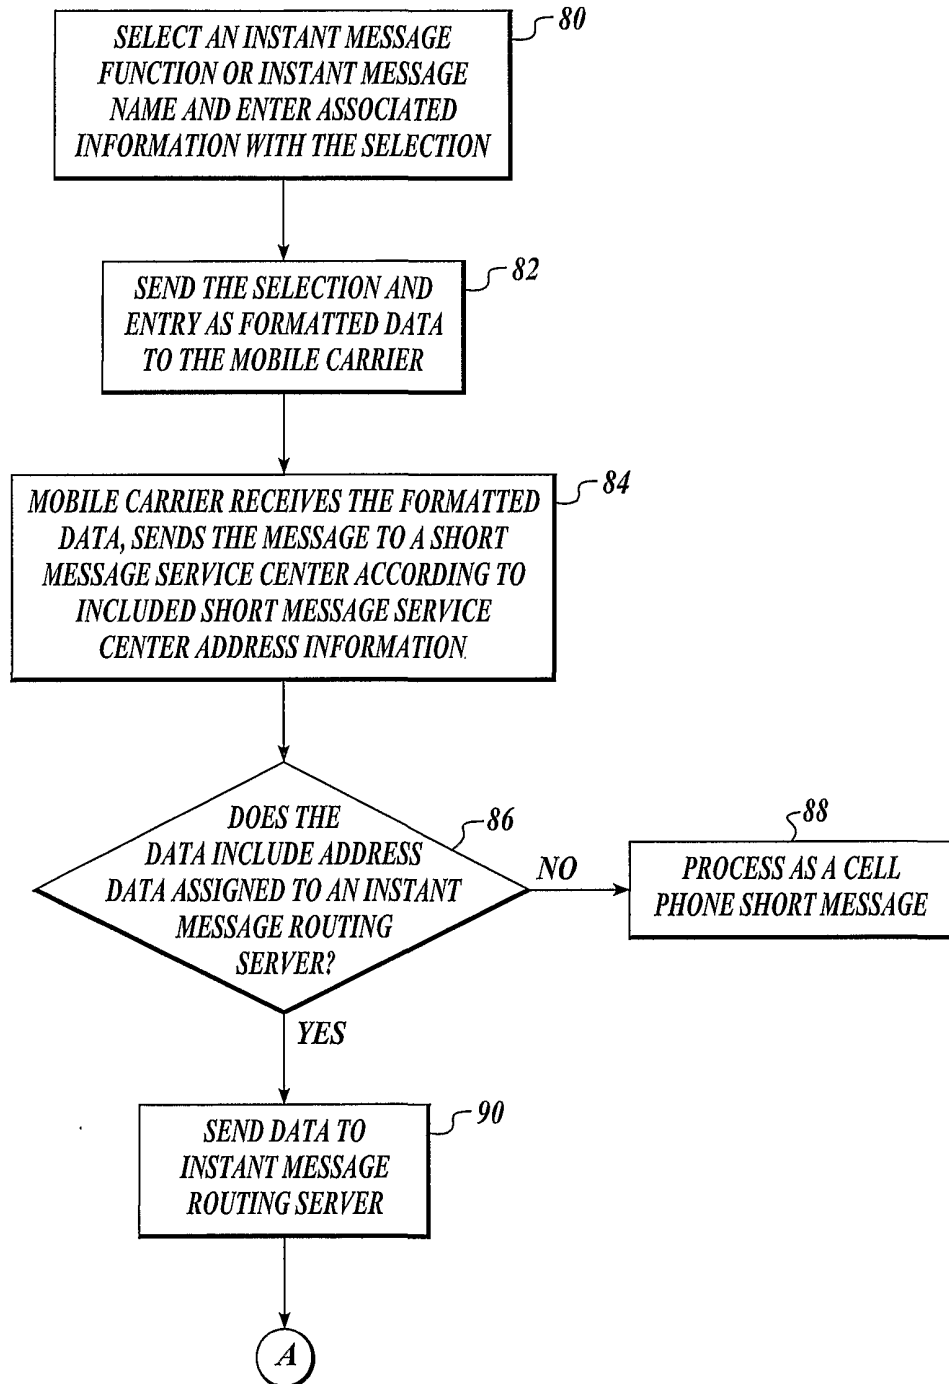 SELECT AN INSTANT MESSAGE
FUNCTION OR INSTANT MESSAGE
NAME AND ENTER ASSOCIATED
INFORMATION WITH THE SELECTION
80
SEND THE SELECTION AND
ENTRY AS FORMATTED DATA
TO THE MOBILE CARRIER
82
MOBILE CARRIER RECEIVES THE FORMATTED
DATA, SENDS THE MESSAGE TO A SHORT
MESSAGE SERVICE CENTER ACCORDING TO
INCLUDED SHORT MESSAGE SERVICE
CENTER ADDRESS INFORMATION
84
DOES THE
DATA INCLUDE ADDRESS
DATA ASSIGNED TO AN INSTANT
MESSAGE ROUTING
SERVER?
86
NO
88
PROCESS AS A CELL
PHONE SHORT MESSAGE
YES
SEND DATA TO
INSTANT MESSAGE
ROUTING SERVER
90
A